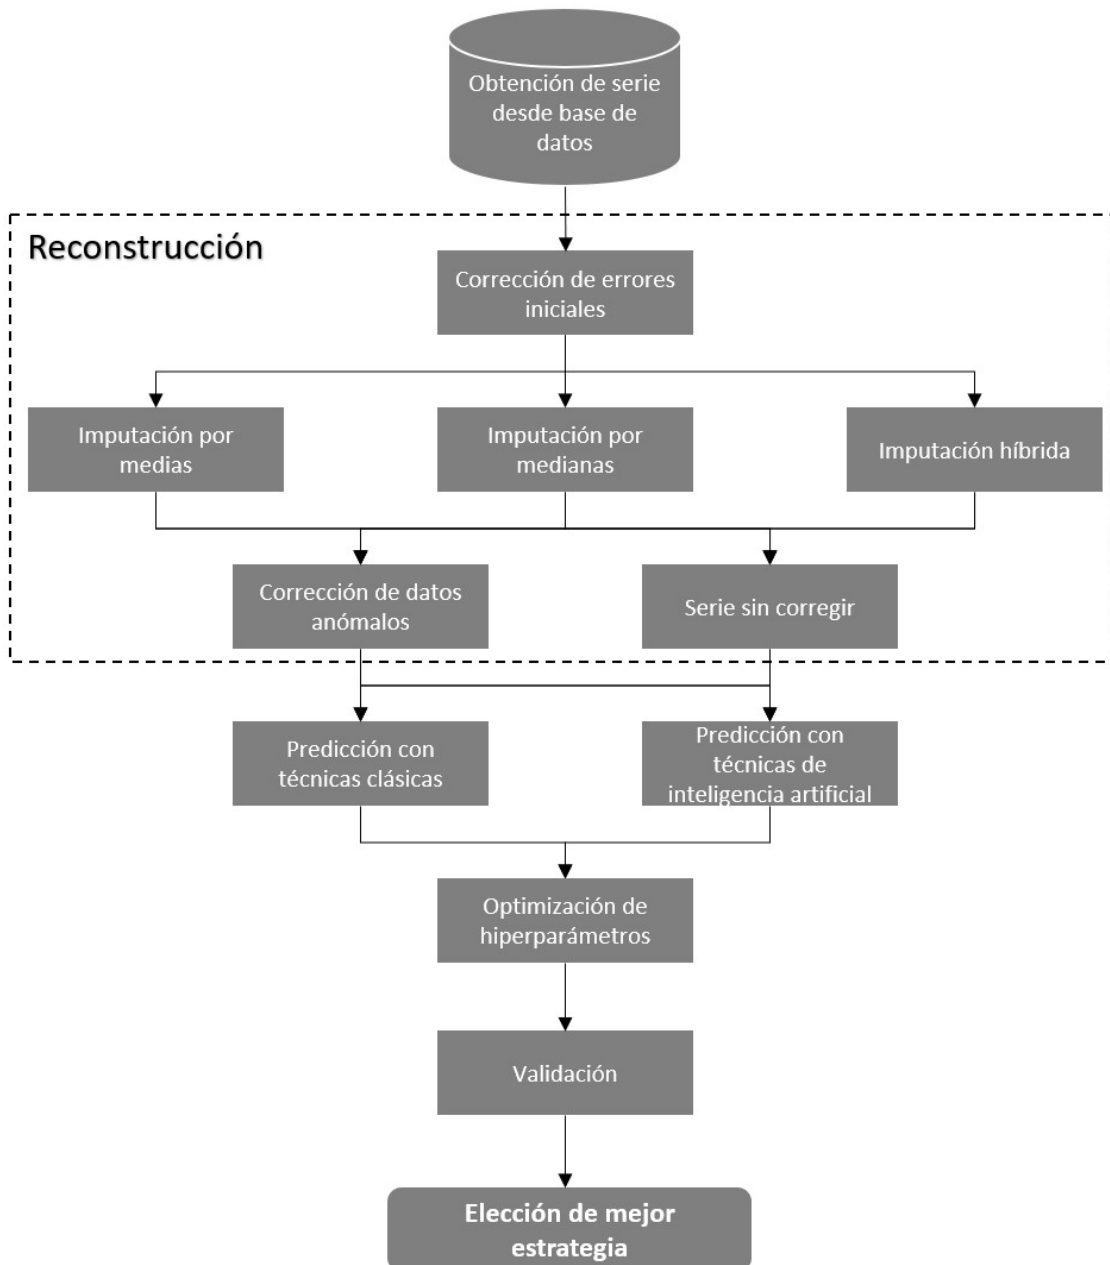 Obtención de serie
desde base de
datos
Reconstrucción
Corrección de errores
iniciales
Imputación por
medias
Imputación por
medianas
Imputación híbrida
Corrección de datos
anómalos
Serie sin corregir
Predicción con
técnicas clásicas
Predicción con
técnicas de
inteligencia artificial
Optimización de
hiperparámetros
Validación
Elección de mejor
estrategia